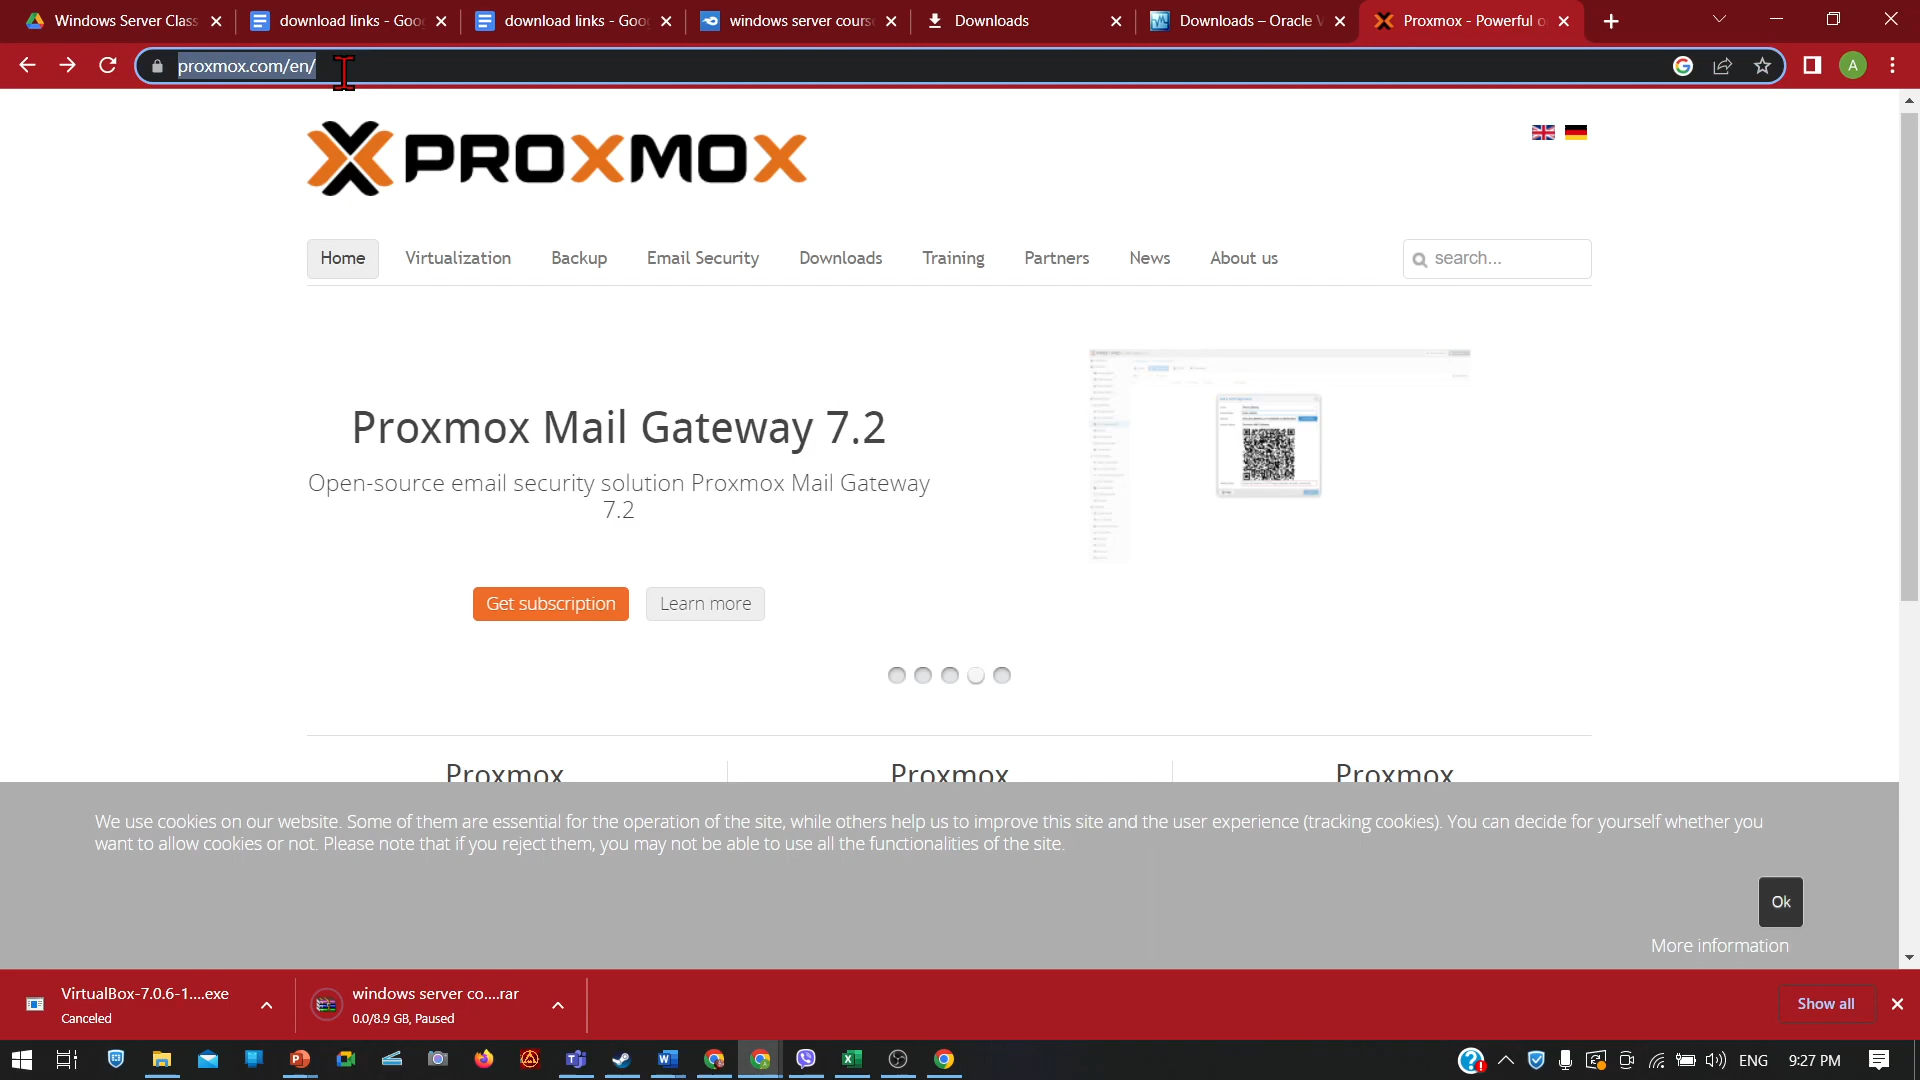 Windows Server Class
download links - Goo
download links - Goo
windows server course
Downloads
Downloads – Oracle V
Proxmox - Powerful o
proxmox.com/en/
A
PROXMOX
Home
Virtualization
Backup
Email Security
Downloads
Training
Partners
News
About us
search...
Proxmox Mail Gateway 7.2
Open-source email security solution Proxmox Mail Gateway
7.2
Get subscription
Learn more
Proxmox
Proxmox
Proxmox
We use cookies on our website. Some of them are essential for the operation of the site, while others help us to improve this site and the user experience (tracking cookies). You can decide for yourself whether you
want to allow cookies or not. Please note that if you reject them, you may not be able to use all the functionalities of the site.
Ok
More information
VirtualBox-7.0.6-1....exe
Canceled
windows server co....rar
0.0/8.9 GB, Paused
Show all
ENG
9:27 PM